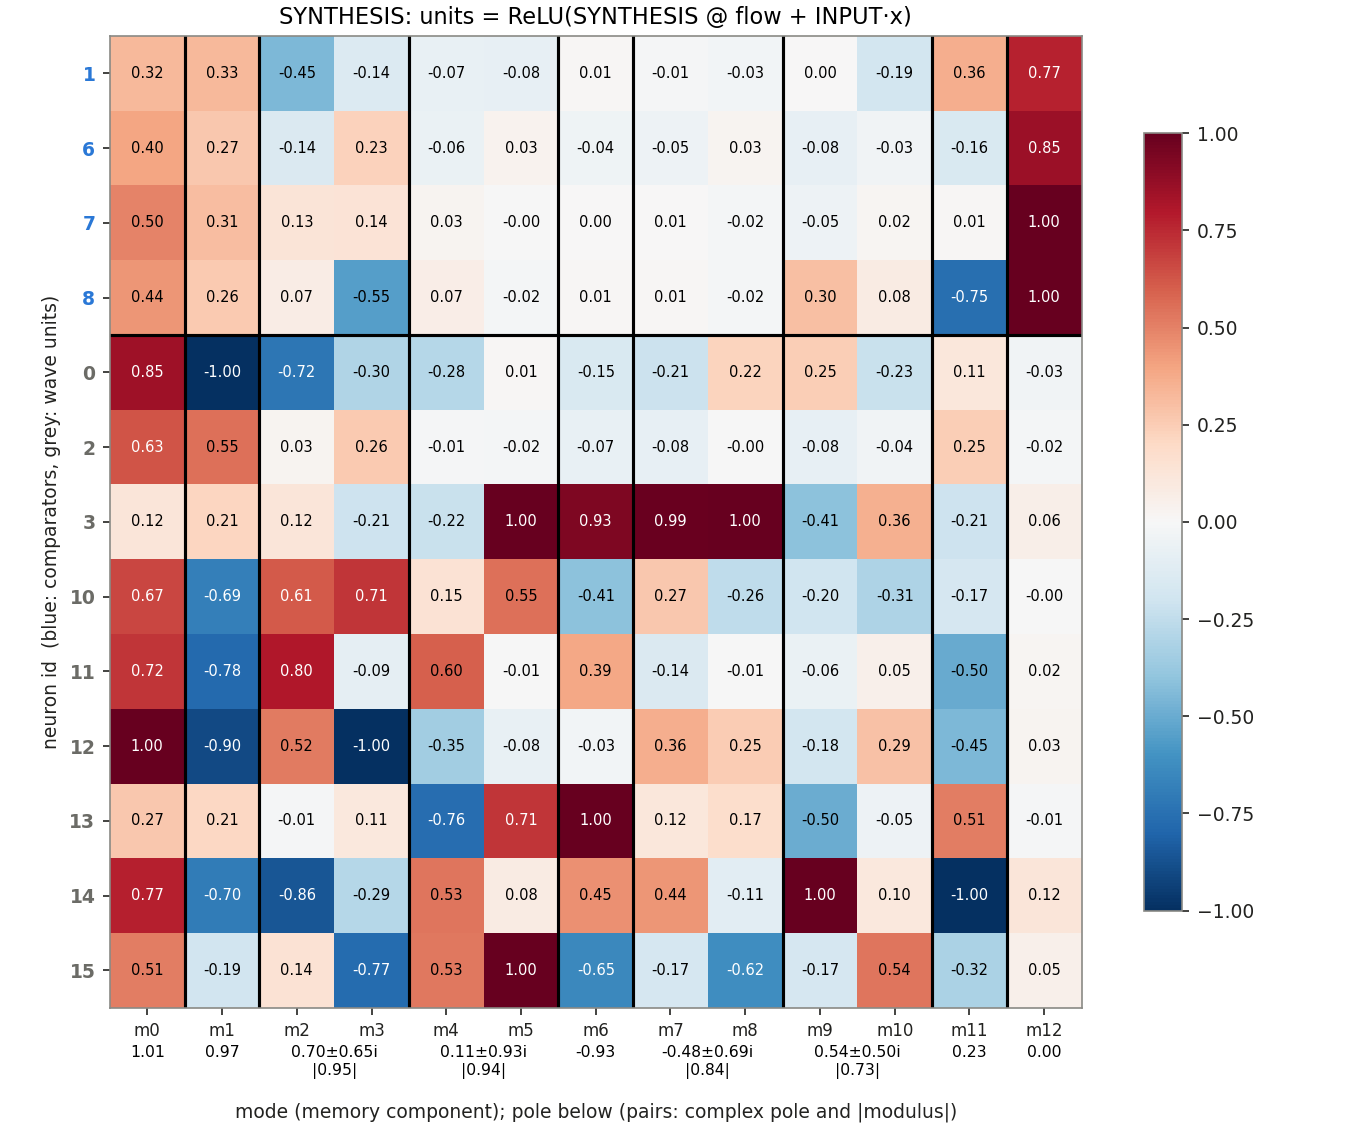 SYNTHESIS: units = ReLU(SYNTHESIS @ flow + INPUT·x)
neuron id  (blue: comparators, grey: wave units)
1 0.32 0.33 -0.45 -0.14 -0.07 -0.08 0.01 -0.01 -0.03 0.00 -0.19 0.36 0.77
6 0.40 0.27 -0.14 0.23 -0.06 0.03 -0.04 -0.05 0.03 -0.08 -0.03 -0.16 0.85
7 0.50 0.31 0.13 0.14 0.03 -0.00 0.00 0.01 -0.02 -0.05 0.02 0.01 1.00
8 0.44 0.26 0.07 -0.55 0.07 -0.02 0.01 0.01 -0.02 0.30 0.08 -0.75 1.00
0 0.85 -1.00 -0.72 -0.30 -0.28 0.01 -0.15 -0.21 0.22 0.25 -0.23 0.11 -0.03
2 0.63 0.55 0.03 0.26 -0.01 -0.02 -0.07 -0.08 -0.00 -0.08 -0.04 0.25 -0.02
3 0.12 0.21 0.12 -0.21 -0.22 1.00 0.93 0.99 1.00 -0.41 0.36 -0.21 0.06
10 0.67 -0.69 0.61 0.71 0.15 0.55 -0.41 0.27 -0.26 -0.20 -0.31 -0.17 -0.00
11 0.72 -0.78 0.80 -0.09 0.60 -0.01 0.39 -0.14 -0.01 -0.06 0.05 -0.50 0.02
12 1.00 -0.90 0.52 -1.00 -0.35 -0.08 -0.03 0.36 0.25 -0.18 0.29 -0.45 0.03
13 0.27 0.21 -0.01 0.11 -0.76 0.71 1.00 0.12 0.17 -0.50 -0.05 0.51 -0.01
14 0.77 -0.70 -0.86 -0.29 0.53 0.08 0.45 0.44 -0.11 1.00 0.10 -1.00 0.12
15 0.51 -0.19 0.14 -0.77 0.53 1.00 -0.65 -0.17 -0.62 -0.17 0.54 -0.32 0.05
m0 m1 m2 m3 m4 m5 m6 m7 m8 m9 m10 m11 m12
1.01 0.97 0.70±0.65i 0.11±0.93i -0.93 -0.48±0.69i 0.54±0.50i 0.23 0.00
|0.95| |0.94| |0.84| |0.73|
mode (memory component); pole below (pairs: complex pole and |modulus|)
1.00
0.75
0.50
0.25
0.00
−0.25
−0.50
−0.75
−1.00